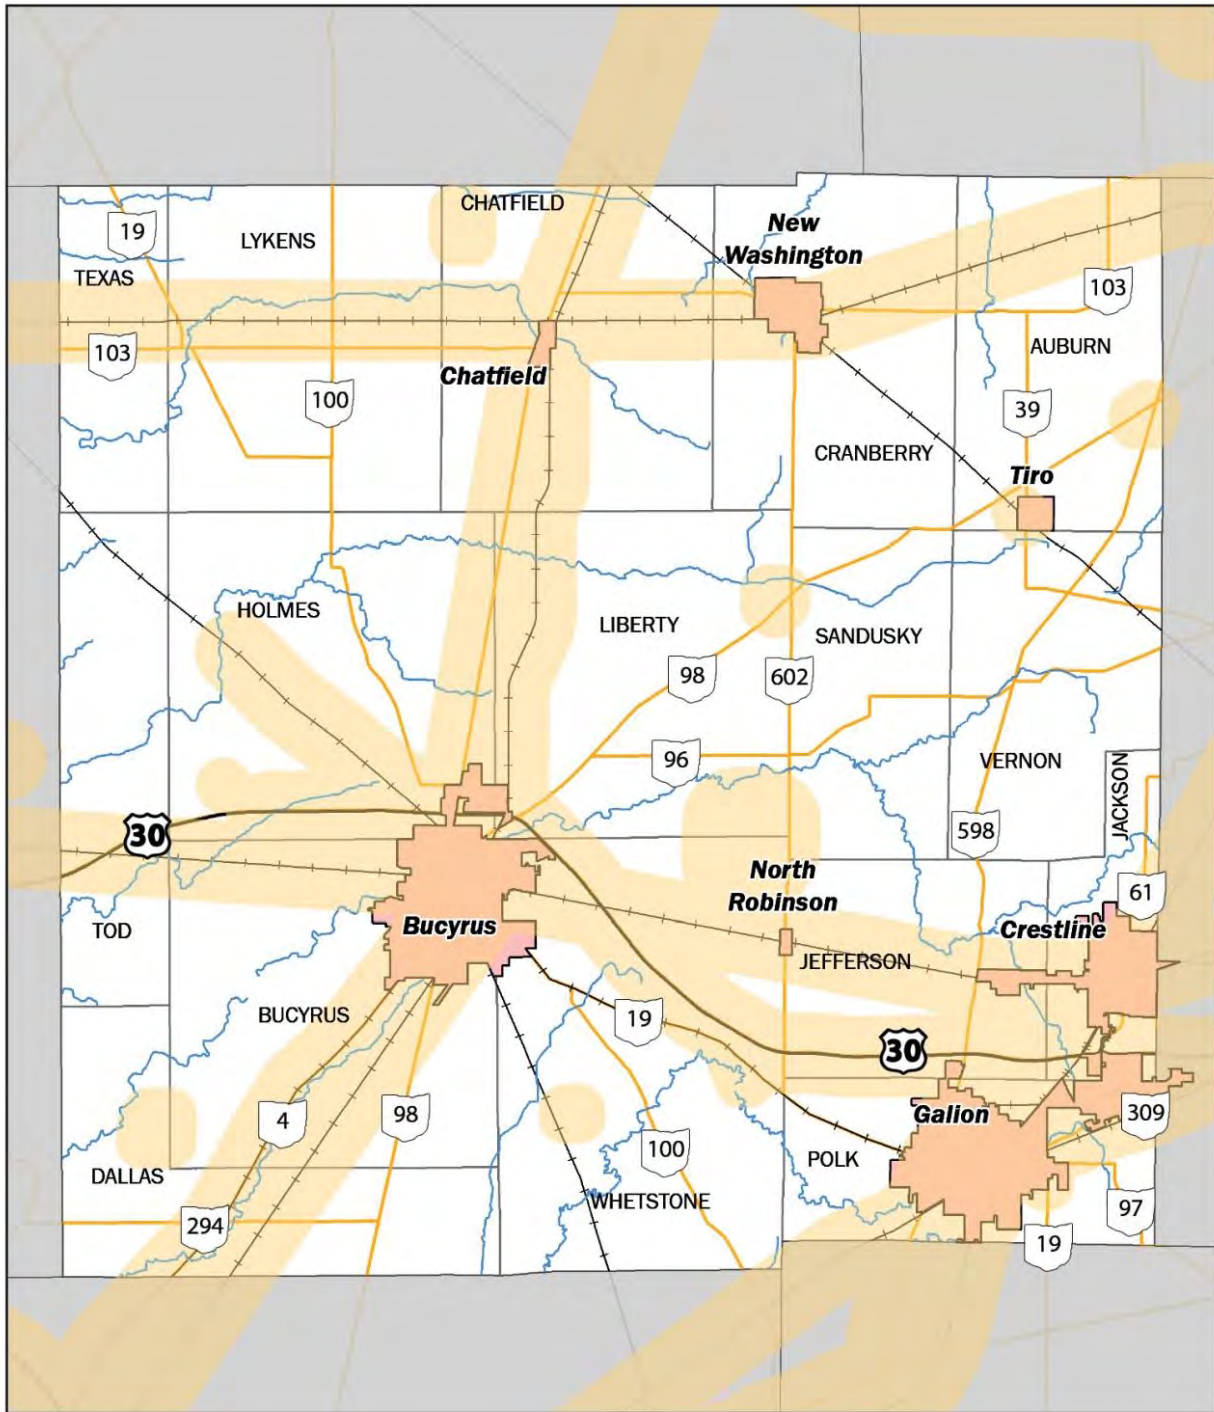 CHATFIELD
New
Washington
19
LYKENS
TEXAS
103
103
AUBURN
Chatfield
100
39
CRANBERRY
Tiro
HOLMES
LIBERTY
SANDUSKY
98
602
96
VERNON
JACKSON
30
598
North
Robinson
61
Bucyrus
Crestline
TOD
JEFFERSON
BUCYRUS
19
30
4
98
Galion
309
100
POLK
DALLAS
WHETSTONE
97
294
19